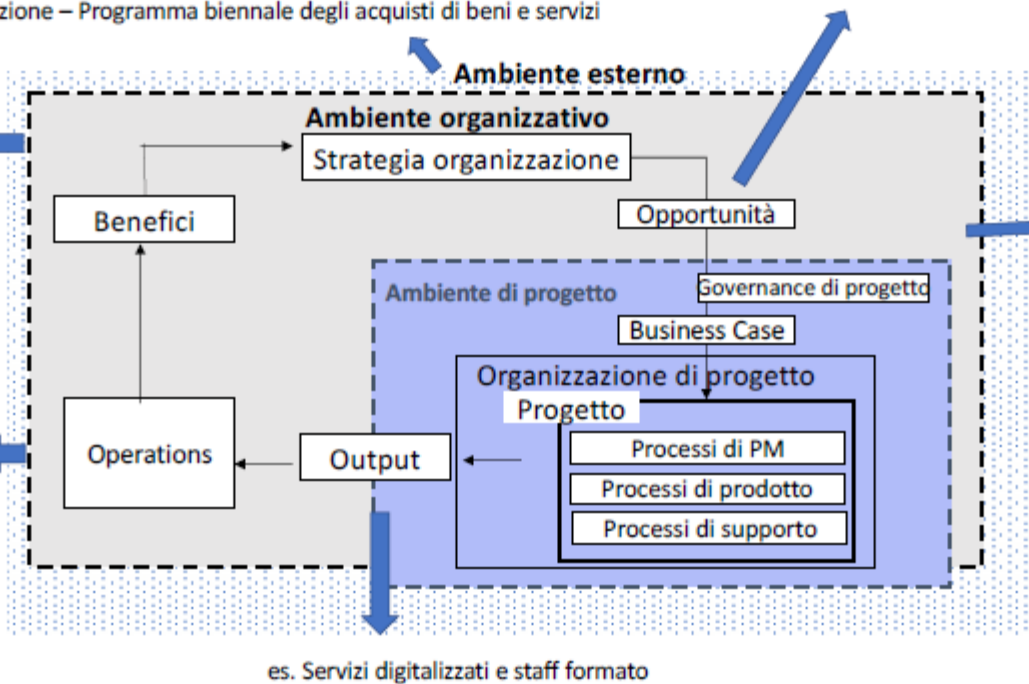 zione – Programma biennale degli acquisti di beni e servizi
Ambiente esterno
Ambiente organizzativo
Strategia organizzazione
Benefici
Opportunità
Ambiente di progetto
Governance di progetto
Business Case
Organizzazione di progetto
Progetto
Operations
Output
Processi di PM
Processi di prodotto
Processi di supporto
es. Servizi digitalizzati e staff formato